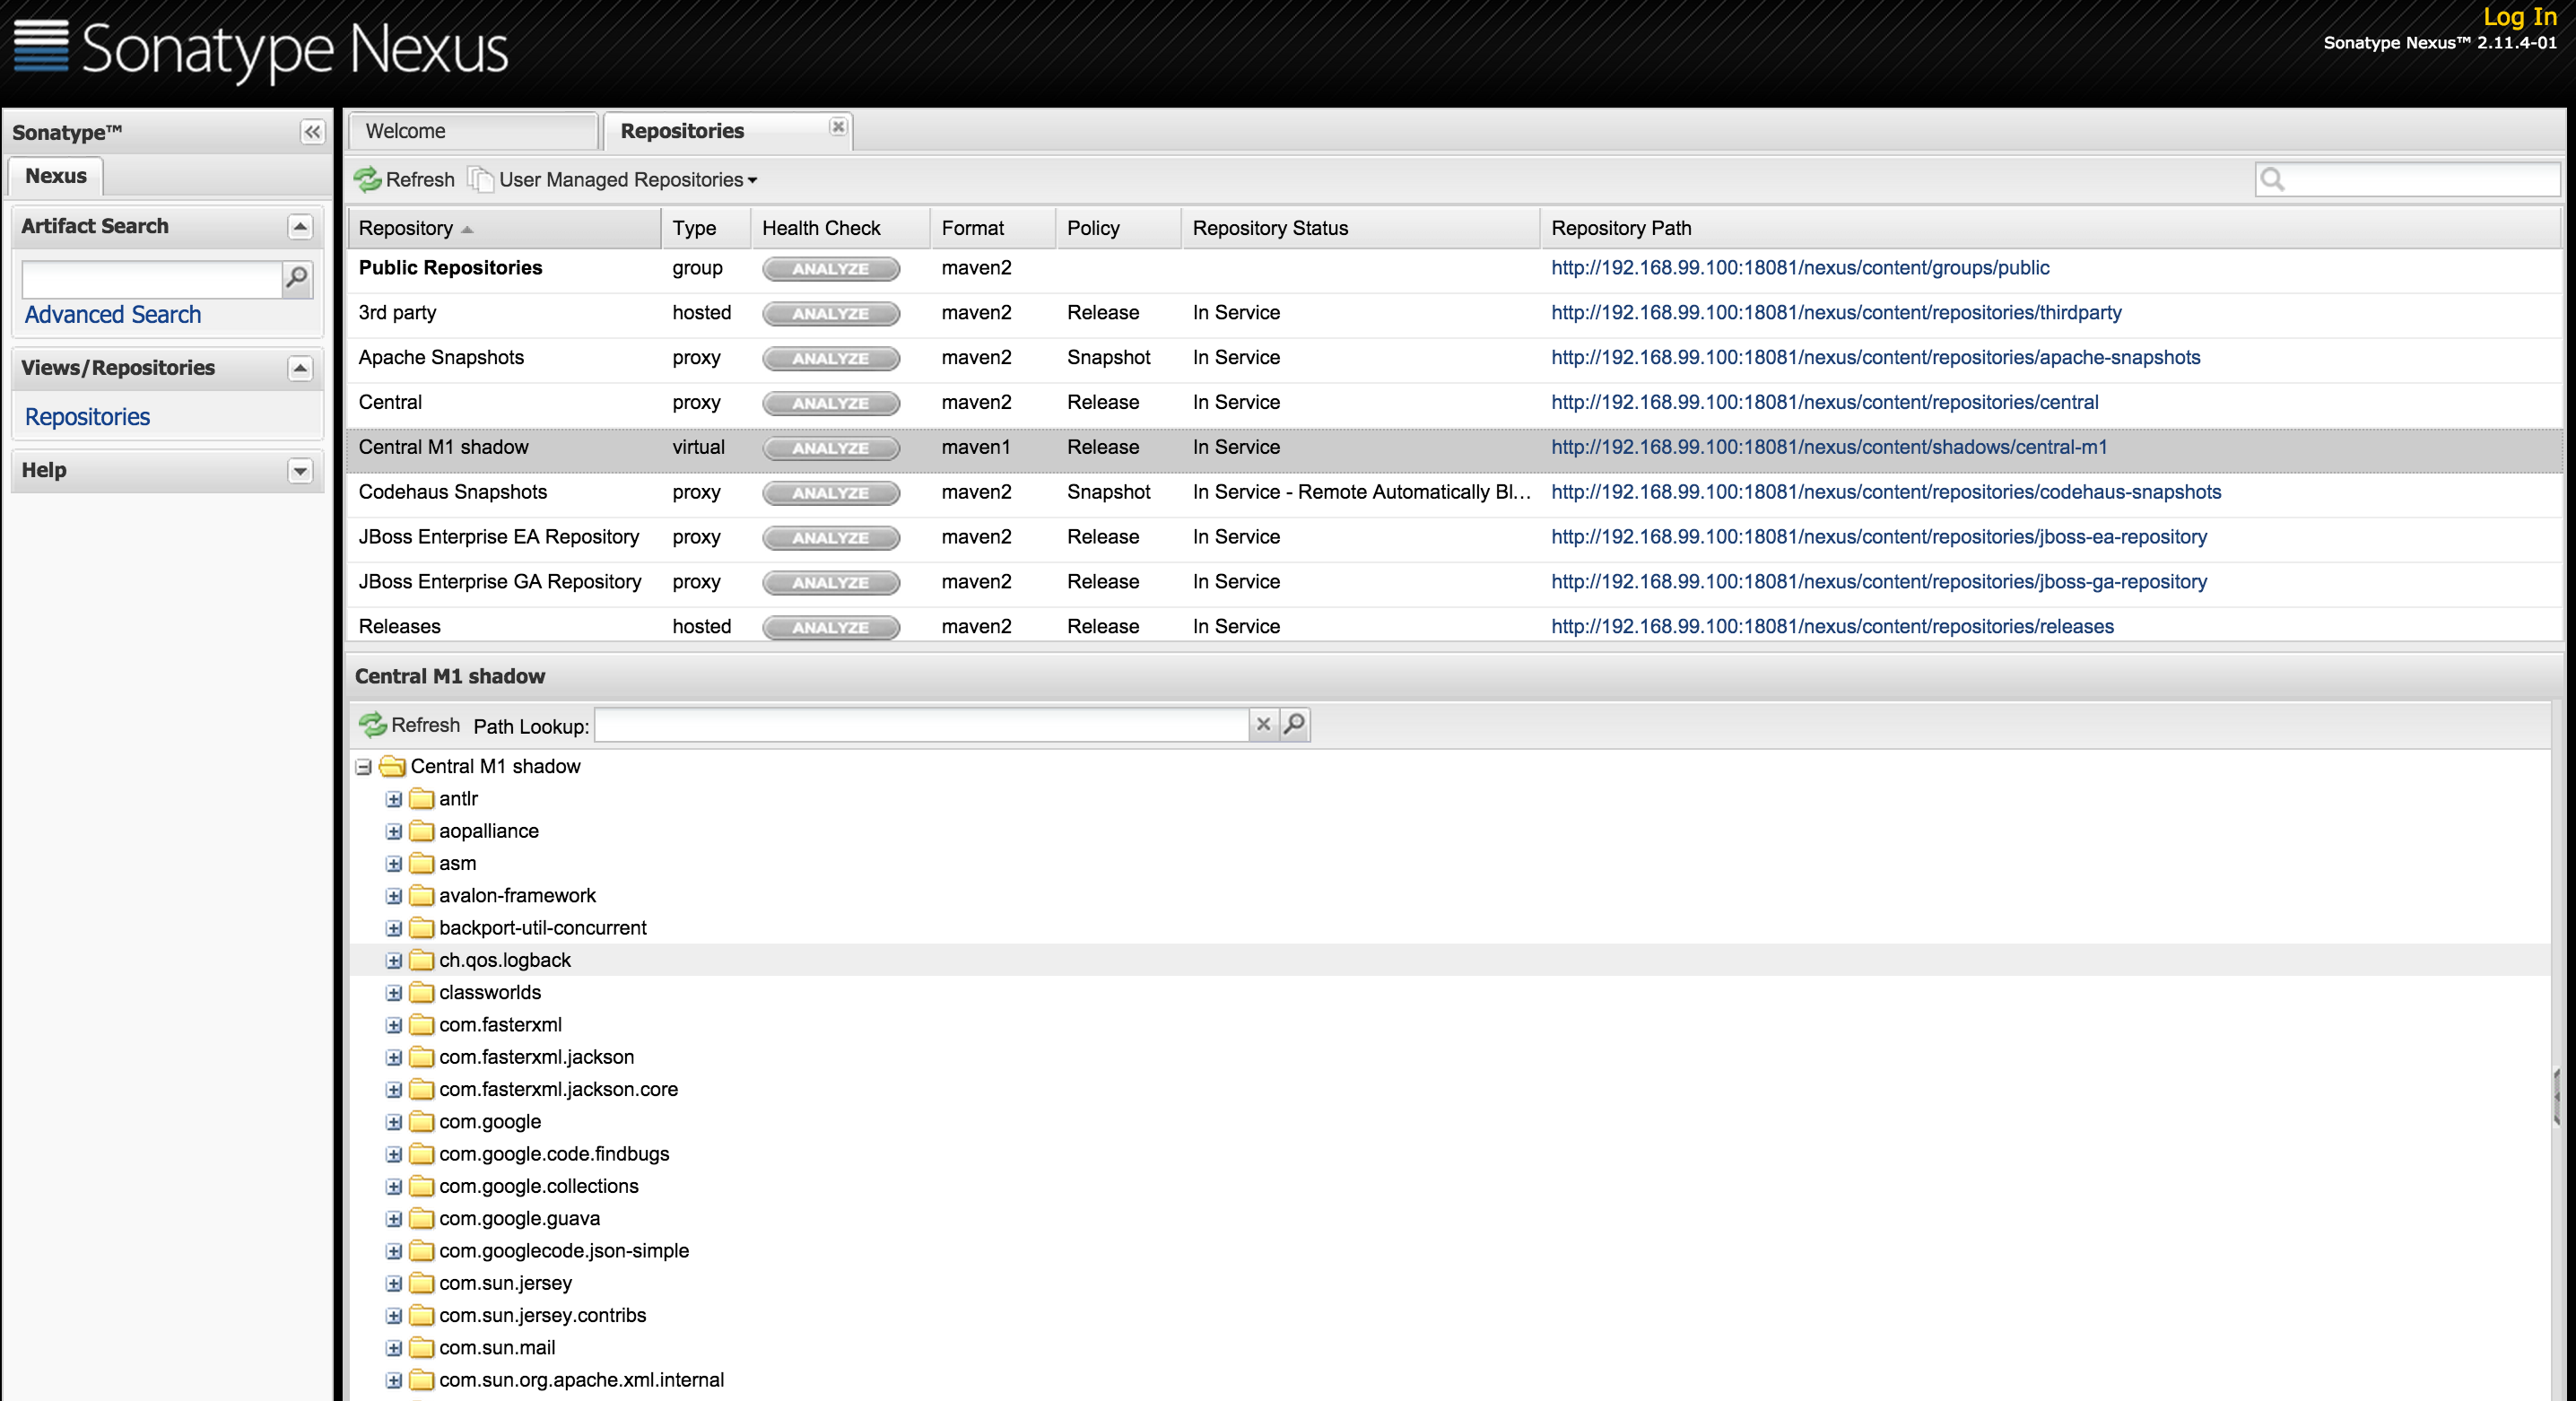 Sonatype Nexus
Log In
Sonatype Nexus™ 2.11.4-01
Sonatype™
Nexus
Artifact Search
Advanced Search
Views/Repositories
Repositories
Help
Welcome
Repositories
Refresh User Managed Repositories
Repository Type Health Check Format Policy Repository Status Repository Path
Public Repositories group ANALYZE maven2 http://192.168.99.100:18081/nexus/content/groups/public
3rd party hosted ANALYZE maven2 Release In Service http://192.168.99.100:18081/nexus/content/repositories/thirdparty
Apache Snapshots proxy ANALYZE maven2 Snapshot In Service http://192.168.99.100:18081/nexus/content/repositories/apache-snapshots
Central proxy ANALYZE maven2 Release In Service http://192.168.99.100:18081/nexus/content/repositories/central
Central M1 shadow virtual ANALYZE maven1 Release In Service http://192.168.99.100:18081/nexus/content/shadows/central-m1
Codehaus Snapshots proxy ANALYZE maven2 Snapshot In Service - Remote Automatically Bl... http://192.168.99.100:18081/nexus/content/repositories/codehaus-snapshots
JBoss Enterprise EA Repository proxy ANALYZE maven2 Release In Service http://192.168.99.100:18081/nexus/content/repositories/jboss-ea-repository
JBoss Enterprise GA Repository proxy ANALYZE maven2 Release In Service http://192.168.99.100:18081/nexus/content/repositories/jboss-ga-repository
Releases hosted ANALYZE maven2 Release In Service http://192.168.99.100:18081/nexus/content/repositories/releases
Central M1 shadow
Refresh Path Lookup:
Central M1 shadow
antlr
aopalliance
asm
avalon-framework
backport-util-concurrent
ch.qos.logback
classworlds
com.fasterxml
com.fasterxml.jackson
com.fasterxml.jackson.core
com.google
com.google.code.findbugs
com.google.collections
com.google.guava
com.googlecode.json-simple
com.sun.jersey
com.sun.jersey.contribs
com.sun.mail
com.sun.org.apache.xml.internal